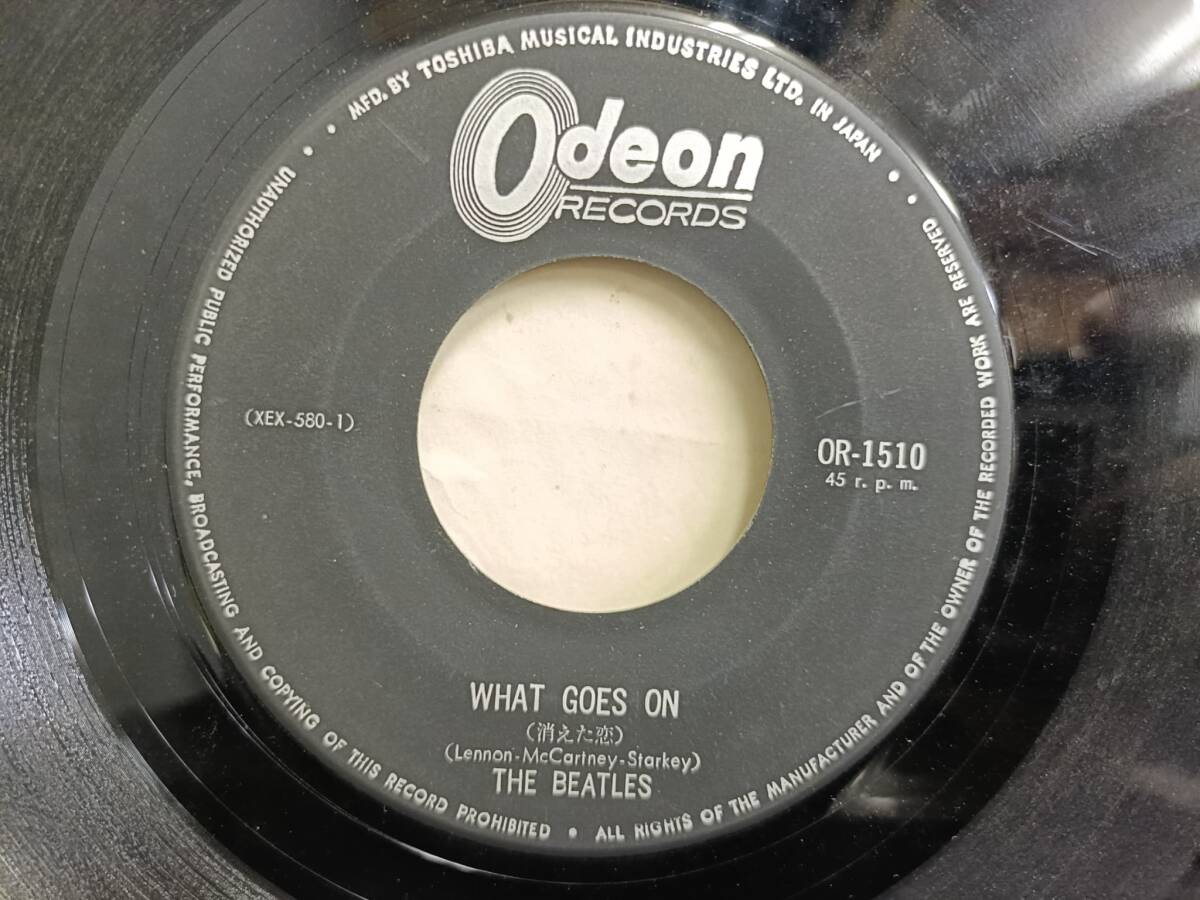 MFD. BY TOSHIBA MUSICAL INDUSTRIES LTD. IN JAPAN
Odeon
RECORDS
(XEX-580-1)
OR-1510
45 r. p. m.
WHAT GOES ON
(消えた恋)
(Lennon-McCartney-Starkey)
THE BEATLES
UNAUTHORIZED PUBLIC PERFORMANCE, BROADCASTING AND COPYING OF THIS RECORD PROHIBITED • ALL RIGHTS OF THE MANUFACTURER AND OF THE OWNER OF THE RECORDED WORK ARE RESERVED